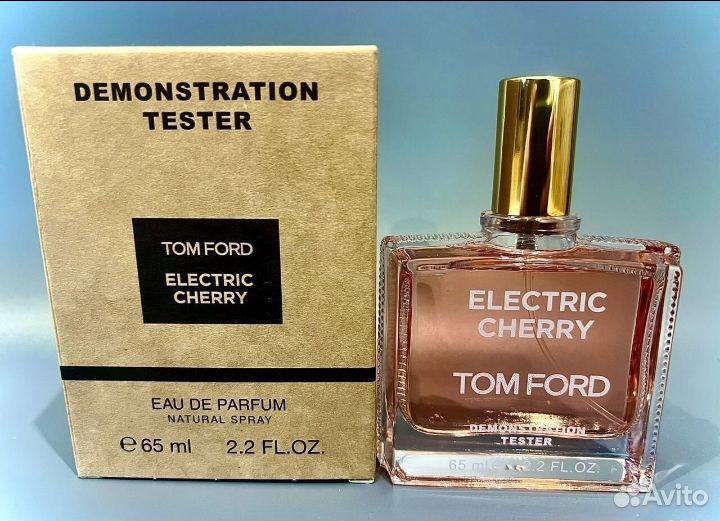 DEMONSTRATION
TESTER
TOM FORD
ELECTRIC
CHERRY
EAU DE PARFUM
NATURAL SPRAY
℮ 65 ml 2.2 FL.OZ.
ELECTRIC
CHERRY
TOM FORD
DEMONSTRATION
TESTER
65 ml 2.2 FL.OZ.
Avito